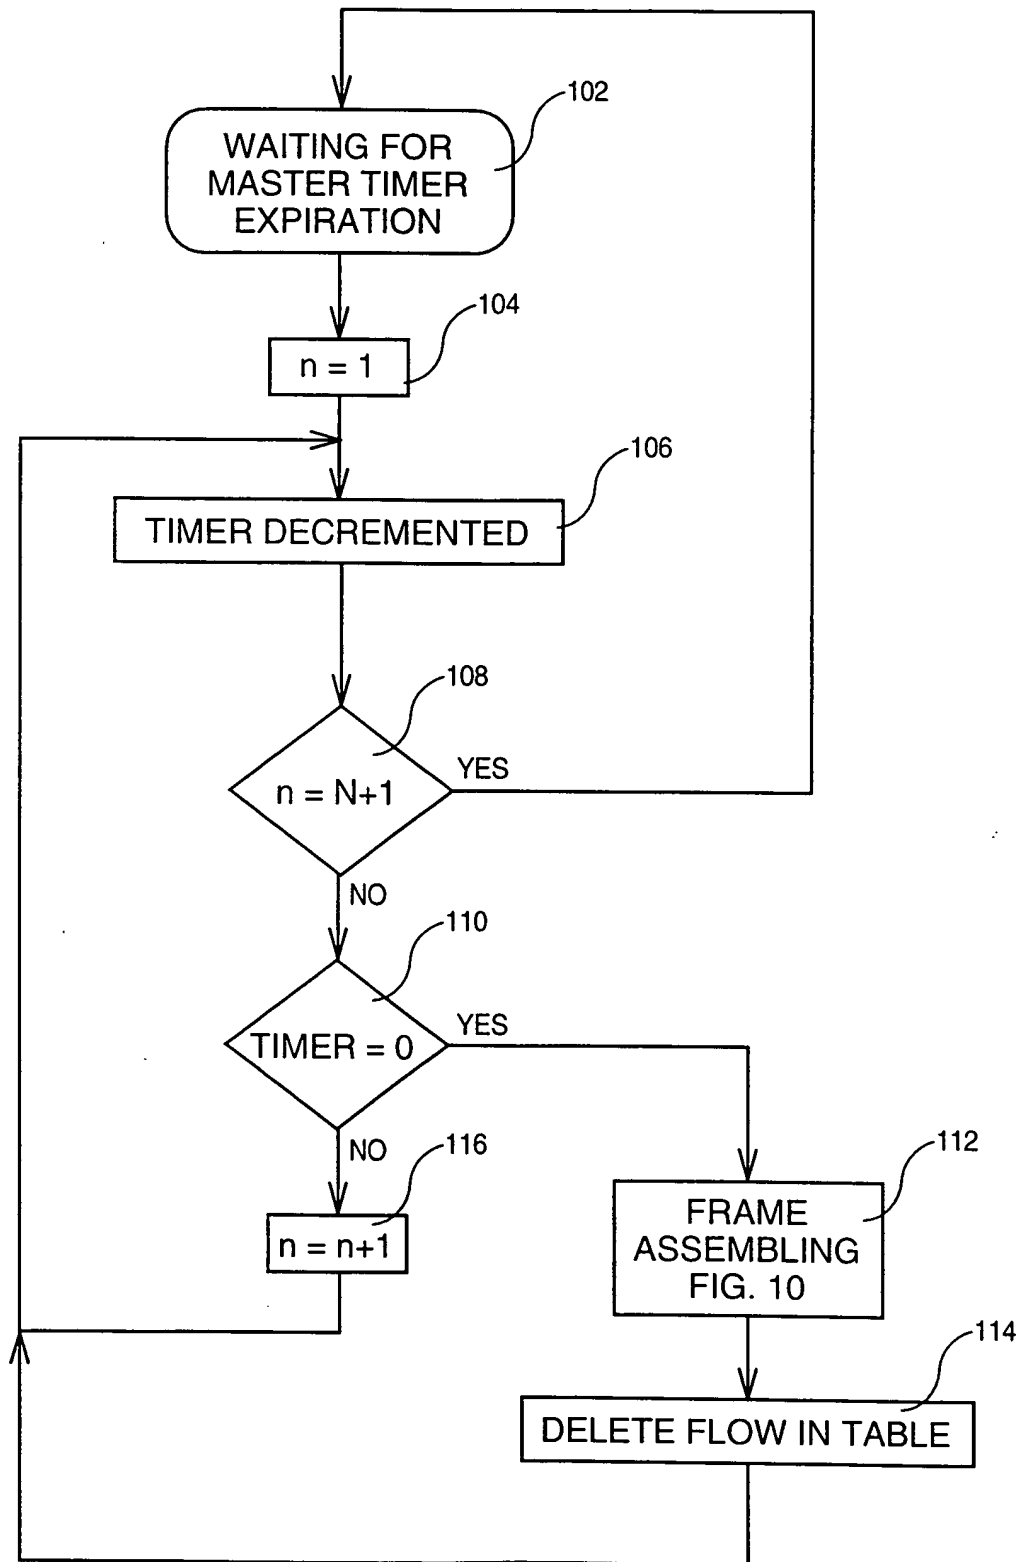 102
WAITING FOR
MASTER TIMER
EXPIRATION
104
n = 1
106
TIMER DECREMENTED
108
n = N+1
YES
NO
110
TIMER = 0
YES
NO
116
n = n+1
112
FRAME
ASSEMBLING
FIG. 10
114
DELETE FLOW IN TABLE